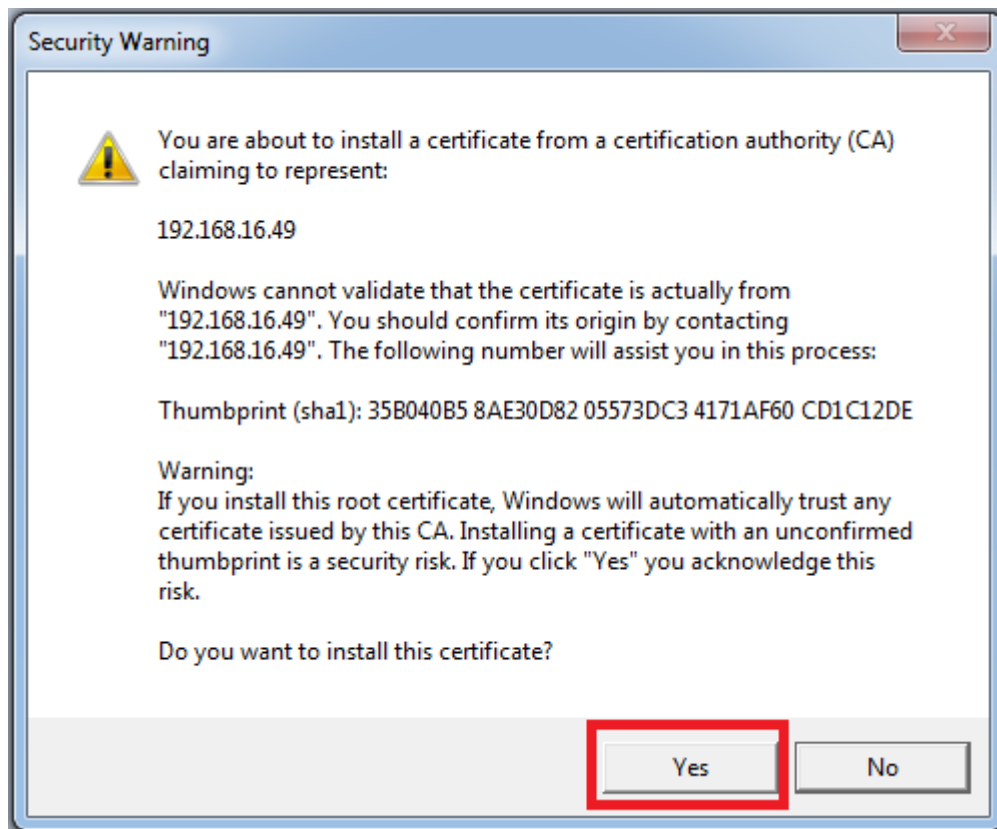 Security Warning
You are about to install a certificate from a certification authority (CA)
claiming to represent:
192.168.16.49
Windows cannot validate that the certificate is actually from
"192.168.16.49". You should confirm its origin by contacting
"192.168.16.49". The following number will assist you in this process:
Thumbprint (sha1): 35B040B5 8AE30D82 05573DC3 4171AF60 CD1C12DE
Warning:
If you install this root certificate, Windows will automatically trust any
certificate issued by this CA. Installing a certificate with an unconfirmed
thumbprint is a security risk. If you click "Yes" you acknowledge this
risk.
Do you want to install this certificate?
Yes
No